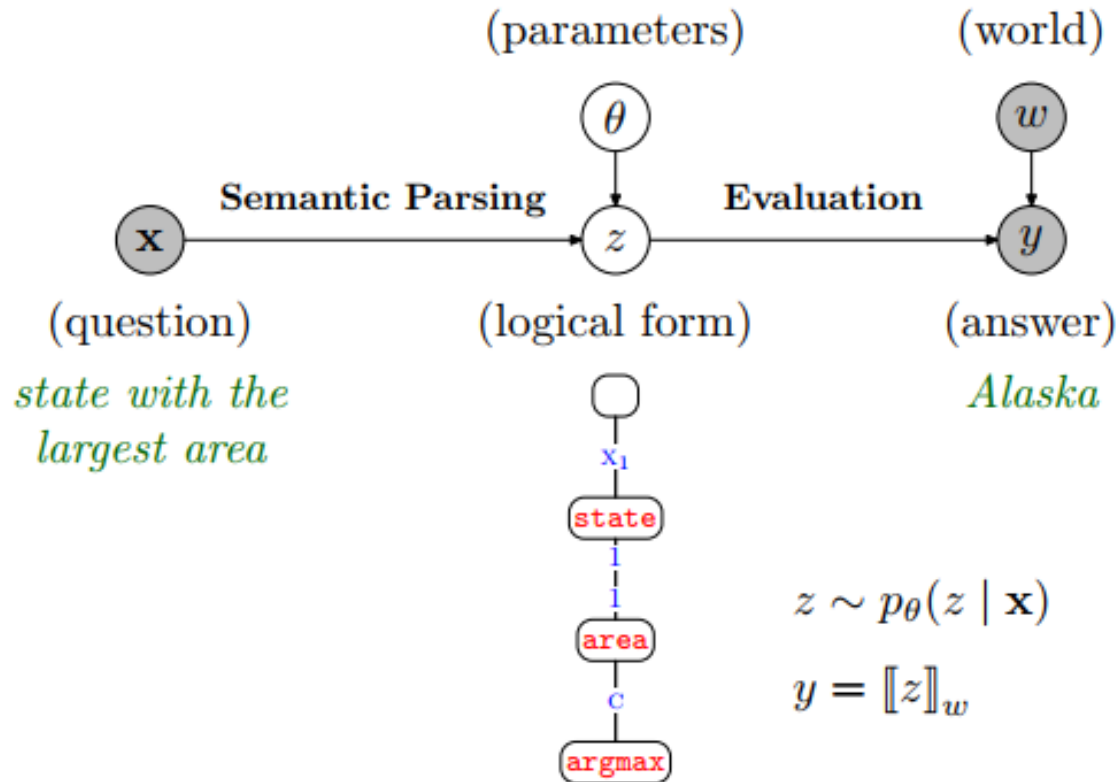 (parameters) (world)
θ w
Semantic Parsing Evaluation
x z y
(question) (logical form) (answer)
state with the Alaska
largest area
x₁
state
1
1
area
c
argmax
z ∼ pθ(z | x)
y = ⟦z⟧w